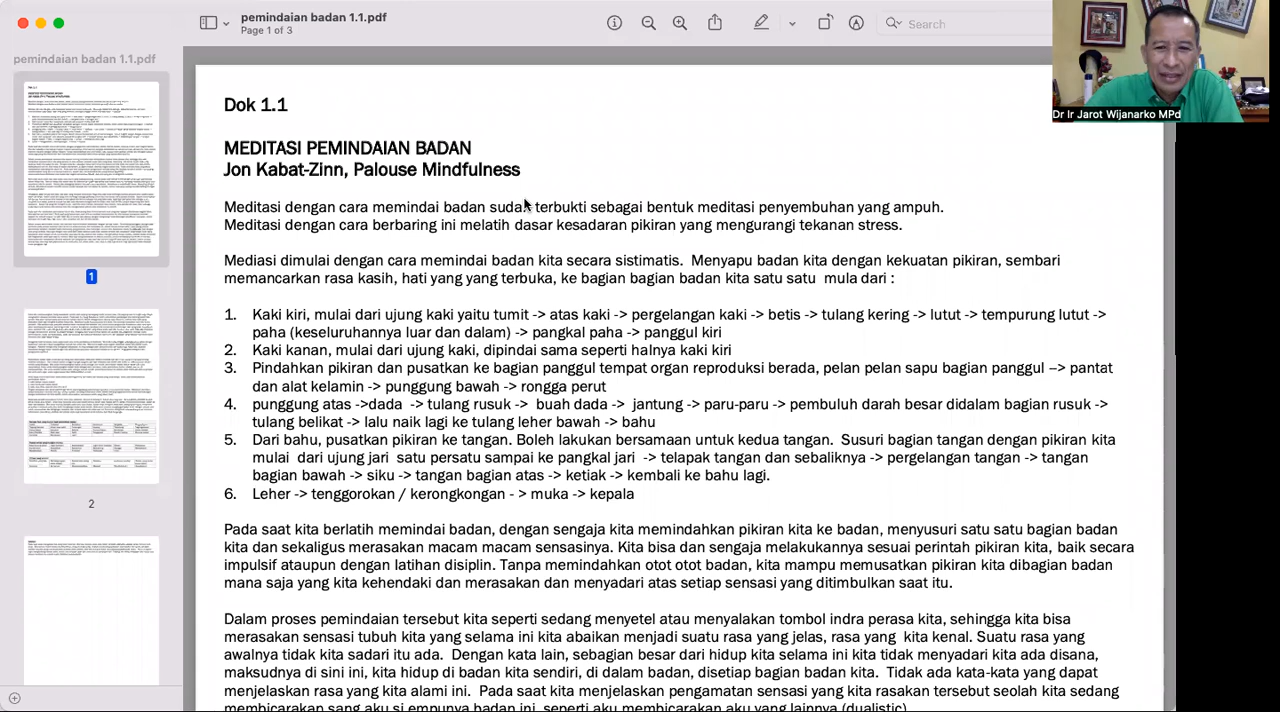 pemindaian badan 1.1.pdf
Page 1 of 3
Search
pemindaian badan 1.1.pdf
1
2
Dr Ir Jarot Wijanarko MPd
Dok 1.1
MEDITASI PEMINDAIAN BADAN
Jon Kabat-Zinn, Palouse Mindfulness
Meditasi dengan cara memindai badan sudah terbukti sebagai bentuk meditasi penyembuhan yang ampuh.
Meditasi dengan cara berbaring ini melatih dasar kesadaran pikiran yang mengurangi tekanan stress.
Mediasi dimulai dengan cara memindai badan kita secara sistimatis. Menyapu badan kita dengan kekuatan pikiran, sembari
memancarkan rasa kasih, hati yang yang terbuka, ke bagian bagian badan kita satu satu mula dari :
1. Kaki kiri, mulai dari ujung kaki yaitu tumit -> atas kaki -> pergelangan kaki -> betis -> tulang kering -> lutut -> tempurung lutut ->
paha (keseluruhannya luar dan dalam) -> pangkal paha -> panggul kiri
2. Kaki kanan, mulai dari ujung kaki, dipindai sama seperti halnya kaki kiri
3. Pindahkan pikiran dan pusatkan ke bagian panggul tempat organ reproduksi berada, pelan pelan sapu bagian panggul –> pantat
dan alat kelamin -> punggung bawah -> rongga perut
4. punggung atas ->dada -> tulang rusuk -> buah dada -> jantung -> paru-paru -> pembuluh darah besar didalam bagian rusuk ->
tulang belikat -> lalu naik lagi ke tulang leher bawah -> bahu
5. Dari bahu, pusatkan pikiran ke tangan Boleh lakukan bersamaan untuk kedua tangan. Susuri bagian tangan dengan pikiran kita
mulai dari ujung jari satu persatu sampai ke pangkal jari -> telapak tangan dan sebaliknya -> pergelangan tangan -> tangan
bagian bawah -> siku -> tangan bagian atas -> ketiak -> kembali ke bahu lagi.
6. Leher -> tenggorokan / kerongkongan - > muka -> kepala
Pada saat kita berlatih memindai badan, dengan sengaja kita memindahkan pikiran kita ke badan, menyusuri satu satu bagian badan
kita dan sekaligus merasakan macam macam sensasinya. Kita bisa dan sengaja melakukannya sesuai perintah pikiran kita, baik secara
impulsif ataupun dengan latihan disiplin. Tanpa memindahkan otot otot badan, kita mampu memusatkan pikiran kita dibagian badan
mana saja yang kita kehendaki dan merasakan dan menyadari atas setiap sensasi yang ditimbulkan saat itu.
Dalam proses pemindaian tersebut kita seperti sedang menyetel atau menyalakan tombol indra perasa kita, sehingga kita bisa
merasakan sensasi tubuh kita yang selama ini kita abaikan menjadi suatu rasa yang jelas, rasa yang kita kenal. Suatu rasa yang
awalnya tidak kita sadari itu ada. Dengan kata lain, sebagian besar dari hidup kita selama ini kita tidak menyadari kita ada disana,
maksudnya di sini ini, kita hidup di badan kita sendiri, di dalam badan, disetiap bagian badan kita. Tidak ada kata-kata yang dapat
menjelaskan rasa yang kita alami ini. Pada saat kita menjelaskan pengamatan sensasi yang kita rasakan tersebut seolah kita sedang
membicarakan sang aku si empunya badan ini, seperti aku membicarakan aku yang lainnya (dualistic).